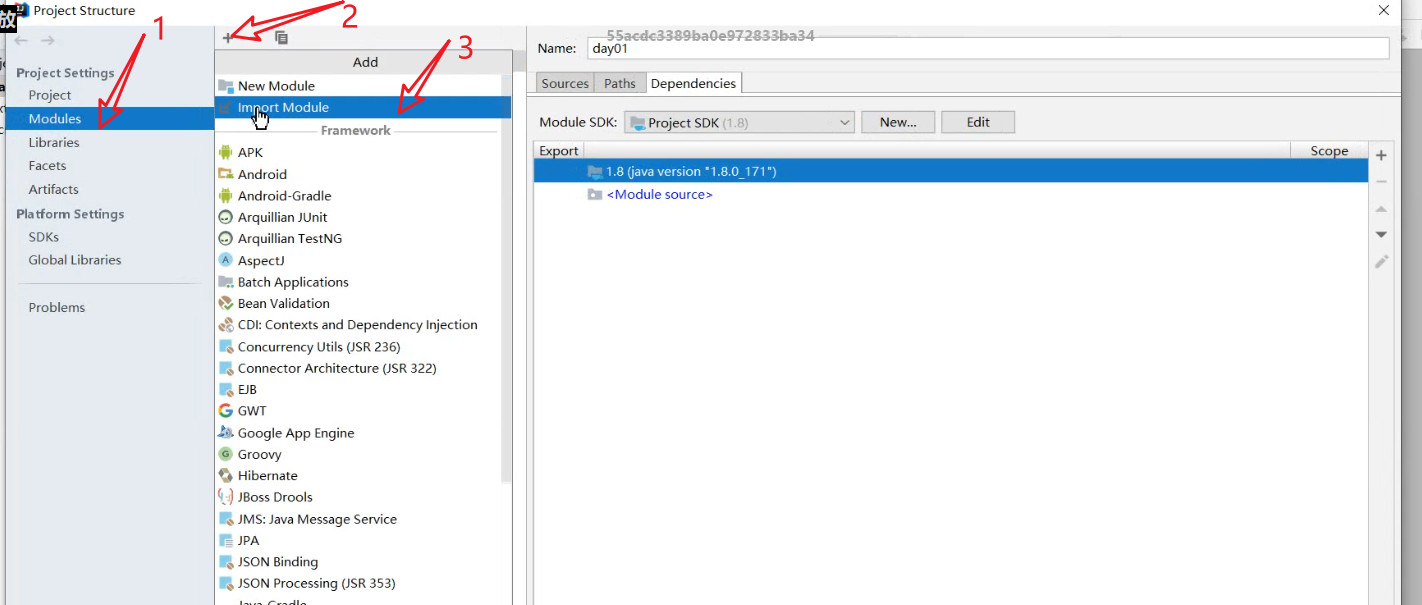 放
Project Structure
1
2
3
Project Settings
Project
Modules
Libraries
Facets
Artifacts
Platform Settings
SDKs
Global Libraries
Problems
Add
New Module
Import Module
Framework
APK
Android
Android-Gradle
Arquillian JUnit
Arquillian TestNG
AspectJ
Batch Applications
Bean Validation
CDI: Contexts and Dependency Injection
Concurrency Utils (JSR 236)
Connector Architecture (JSR 322)
EJB
GWT
Google App Engine
Groovy
Hibernate
JBoss Drools
JMS: Java Message Service
JPA
JSON Binding
JSON Processing (JSR 353)
Java-Gradle
55acdc3389ba0e972833ba34
Name: day01
Sources Paths Dependencies
Module SDK: Project SDK (1.8) New... Edit
Export Scope
1.8 (java version "1.8.0_171")
<Module source>